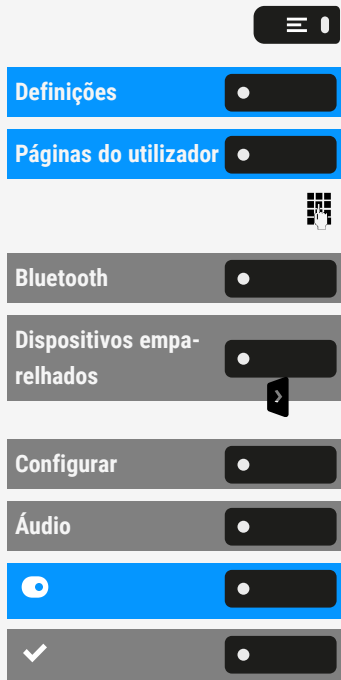 Definições
Páginas do utilizador
Bluetooth
Dispositivos empa-
relhados
Configurar
Áudio